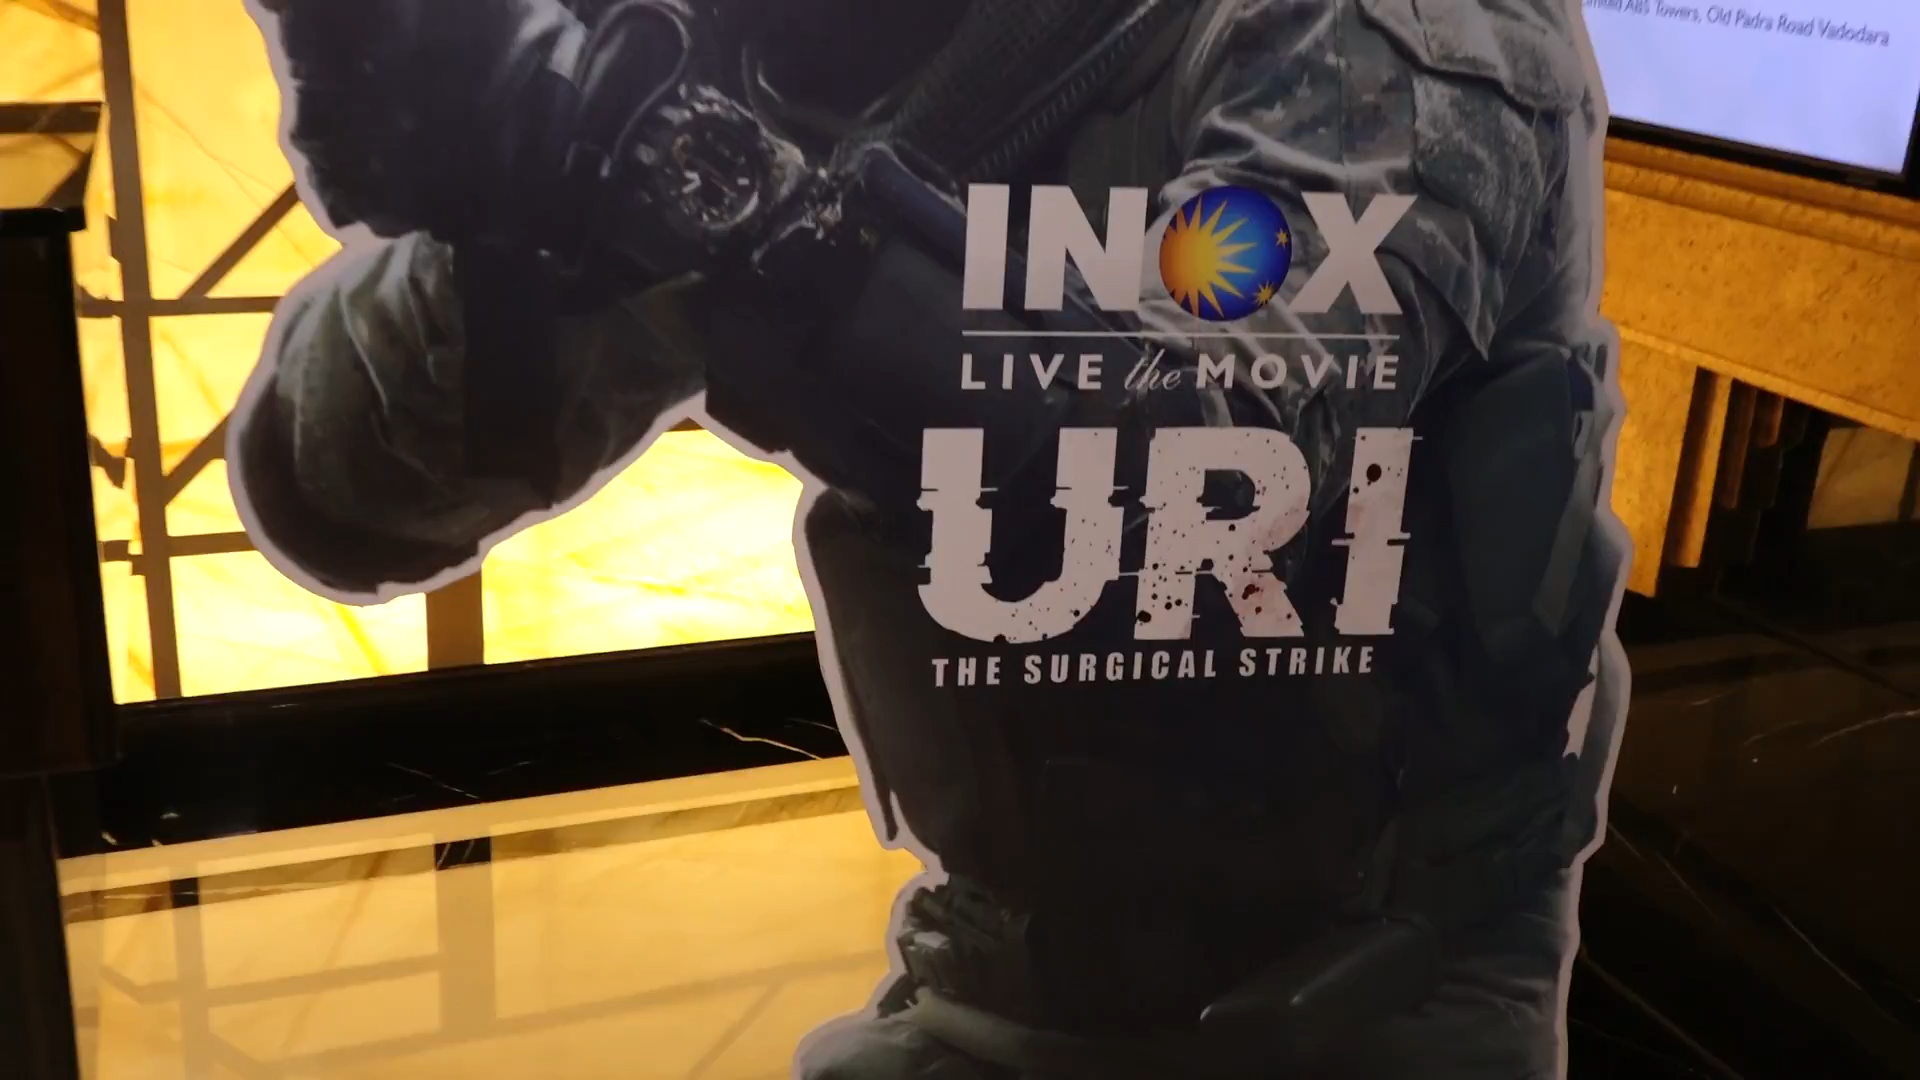 ABS Towers, Old Padra Road Vadodara
INOX
LIVE the MOVIE
URI
THE SURGICAL STRIKE